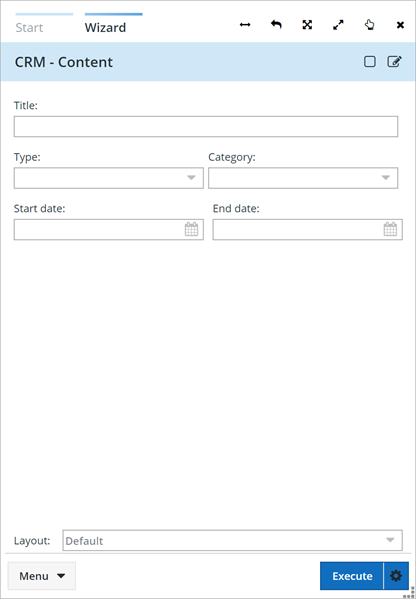 Start Wizard
CRM - Content
Title:
Type: Category:
Start date: End date:
Layout: Default
Menu Execute